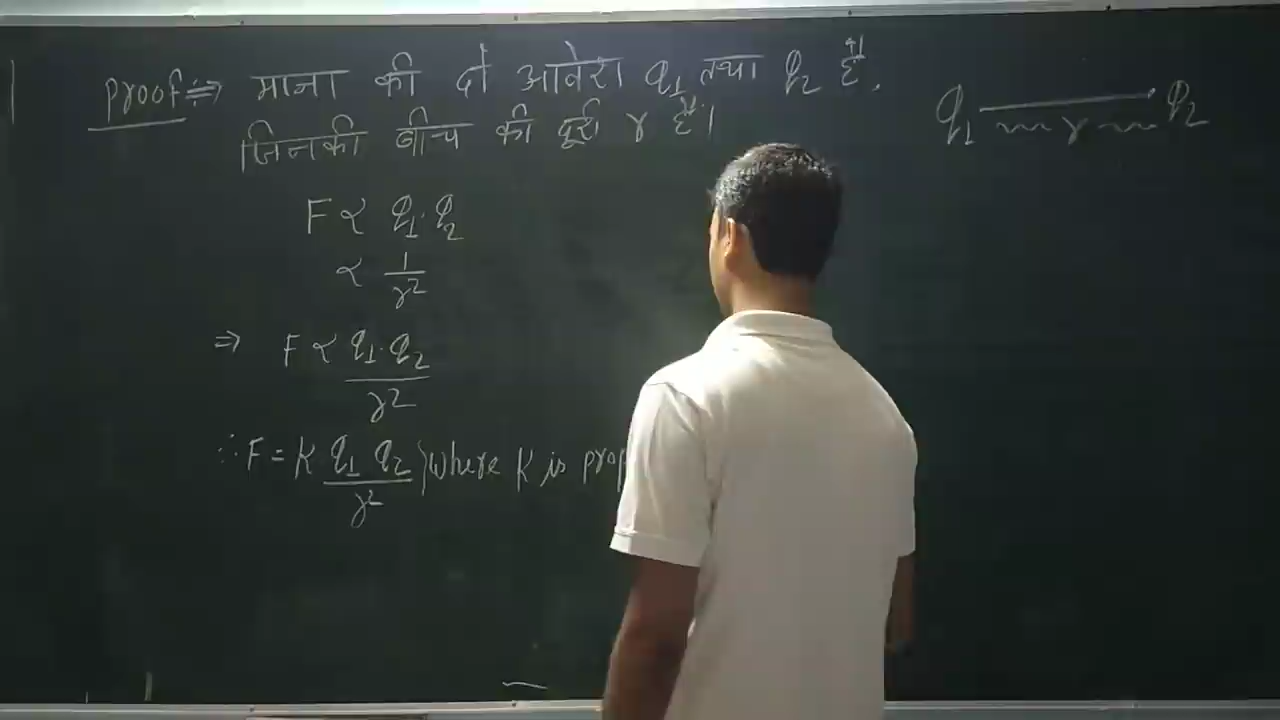 Proof:⇒ माना की दो आवेश q₁ तथा q₂ हैं,
जिनकी बीच की दूरी r हैं।
q₁ r q₂
F ∝ q₁. q₂
∝ 1/r²
⇒ F ∝ q₁. q₂/r²
∴ F = K q₁ q₂/r² } where K is prop